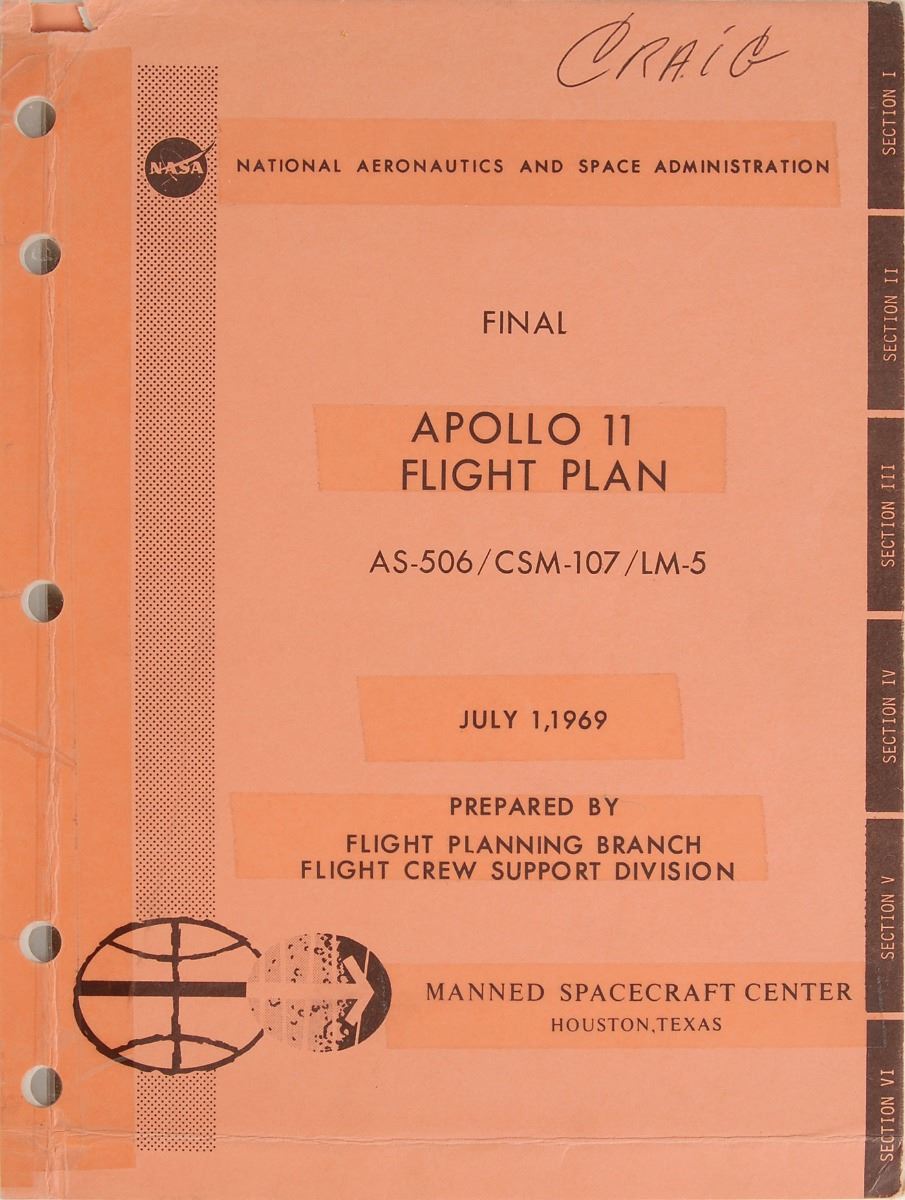 CRAIG
NASA
NATIONAL AERONAUTICS AND SPACE ADMINISTRATION
FINAL
APOLLO 11
FLIGHT PLAN
AS-506/CSM-107/LM-5
JULY 1,1969
PREPARED BY
FLIGHT PLANNING BRANCH
FLIGHT CREW SUPPORT DIVISION
MANNED SPACECRAFT CENTER
HOUSTON,TEXAS
SECTION I
SECTION II
SECTION III
SECTION IV
SECTION V
SECTION VI